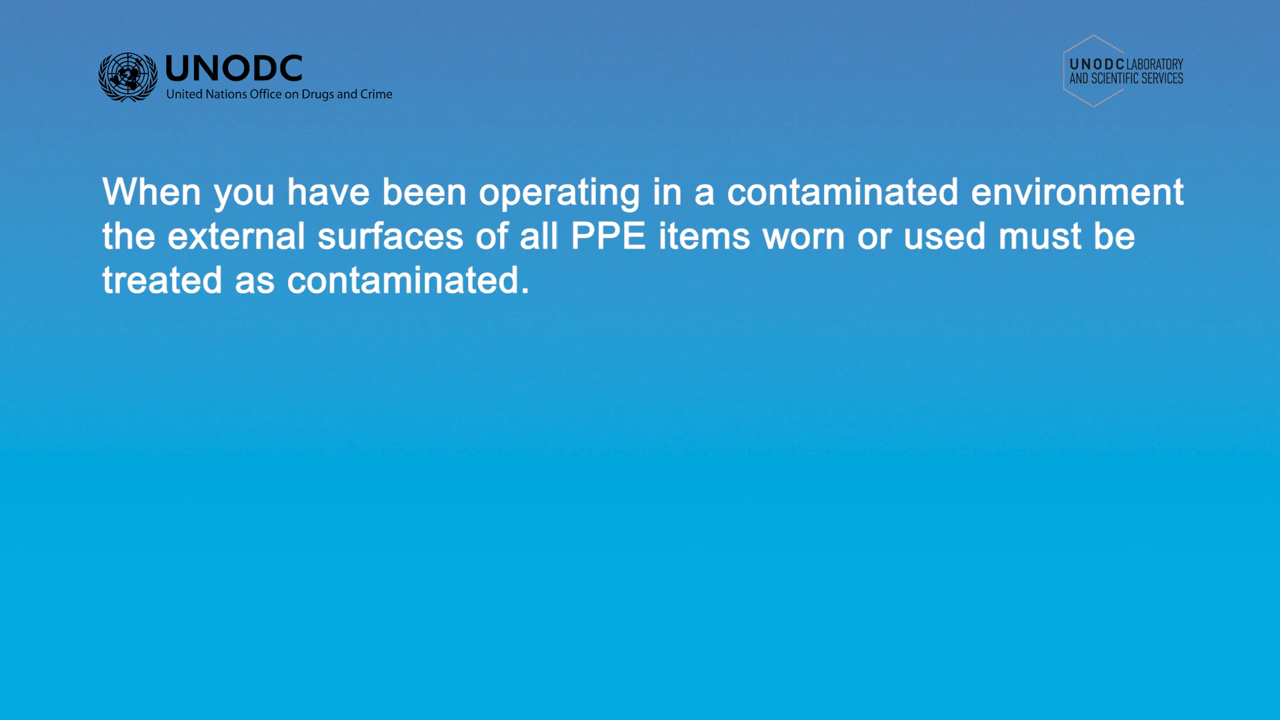 UNODC
United Nations Office on Drugs and Crime
UNODC LABORATORY
AND SCIENTIFIC SERVICES
When you have been operating in a contaminated environment
the external surfaces of all PPE items worn or used must be
treated as contaminated.